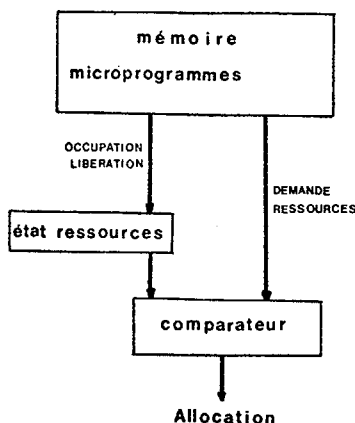 mémoire
microprogrammes
OCCUPATION
LIBERATION
DEMANDE
RESSOURCES
état ressources
comparateur
Allocation